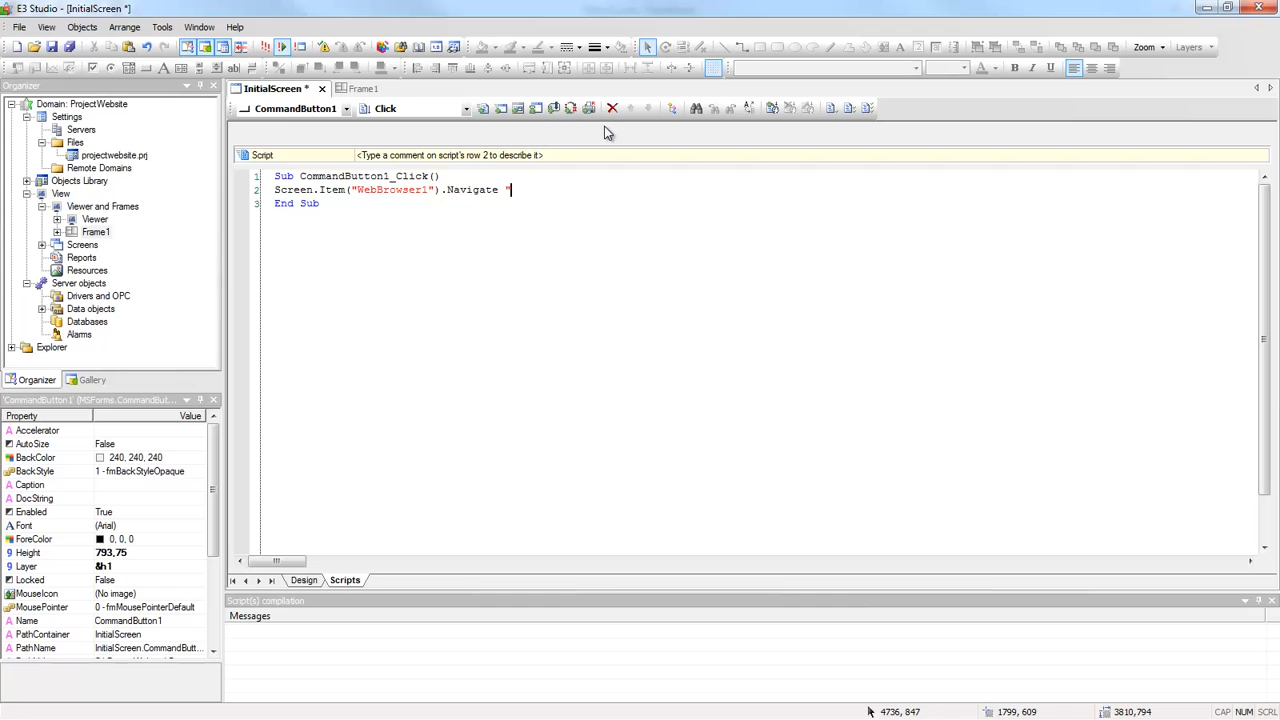 E3 Studio - [InitialScreen *]
File View Objects Arrange Tools Window Help
Zoom Layers
Organizer
InitialScreen * Frame1
CommandButton1 Click
Domain: ProjectWebsite
Settings
Servers
Files
projectwebsite.prj
Remote Domains
Objects Library
View
Viewer and Frames
Viewer
Frame1
Screens
Reports
Resources
Server objects
Drivers and OPC
Data objects
Databases
Alarms
Explorer
Organizer Gallery
Script <Type a comment on script's row 2 to describe it>
1 Sub CommandButton1_Click()
2 Screen.Item("WebBrowser1").Navigate "
3 End Sub
'CommandButton1' (MSForms.CommandBut...
Property Value
Accelerator
AutoSize False
BackColor 240, 240, 240
BackStyle 1 - fmBackStyleOpaque
Caption
DocString
Enabled True
Font (Arial)
ForeColor 0, 0, 0
Height 793,75
Layer &h1
Locked False
MouseIcon (No image)
MousePointer 0 - fmMousePointerDefault
Name CommandButton1
PathContainer InitialScreen
PathName InitialScreen.CommandButt...
Design Scripts
Script(s) compilation
Messages
4736, 847 1799, 609 3810,794 CAP NUM SCRL